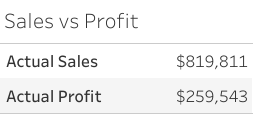 Sales vs Profit
Actual Sales $819,811
Actual Profit $259,543